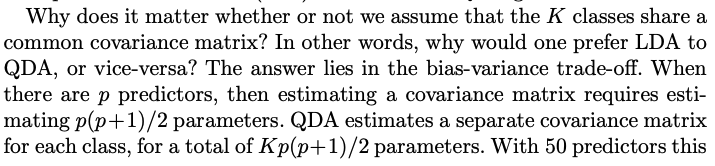 Why does it matter whether or not we assume that the K classes share a
common covariance matrix? In other words, why would one prefer LDA to
QDA, or vice-versa? The answer lies in the bias-variance trade-off. When
there are p predictors, then estimating a covariance matrix requires esti-
mating p(p+1)/2 parameters. QDA estimates a separate covariance matrix
for each class, for a total of Kp(p+1)/2 parameters. With 50 predictors this